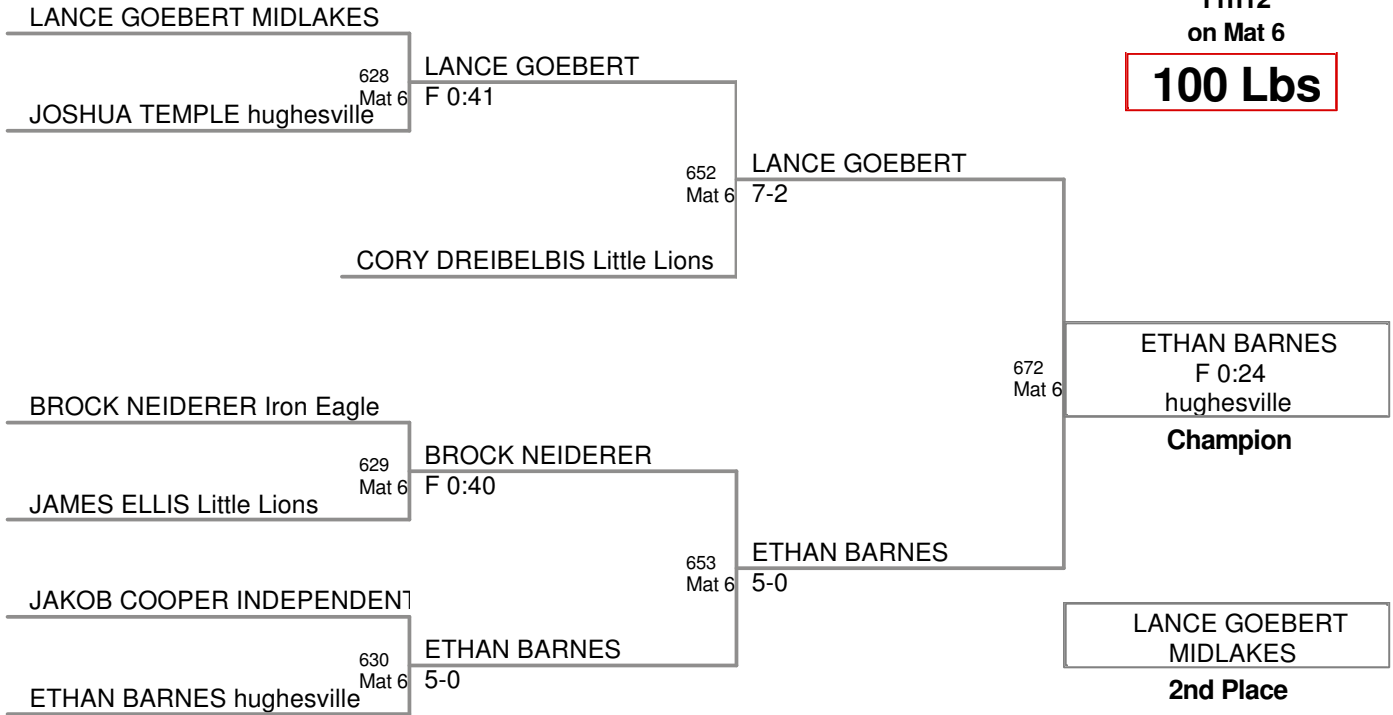 LANCE GOEBERT MIDLAKES
628
Mat 6
LANCE GOEBERT
F 0:41
JOSHUA TEMPLE hughesville
on Mat 6
100 Lbs
652
Mat 6
LANCE GOEBERT
7-2
CORY DREIBELBIS Little Lions
672
Mat 6
ETHAN BARNES
F 0:24
hughesville
Champion
BROCK NEIDERER Iron Eagle
629
Mat 6
BROCK NEIDERER
F 0:40
JAMES ELLIS Little Lions
653
Mat 6
ETHAN BARNES
5-0
JAKOB COOPER INDEPENDENT
630
Mat 6
ETHAN BARNES
5-0
ETHAN BARNES hughesville
LANCE GOEBERT
MIDLAKES
2nd Place